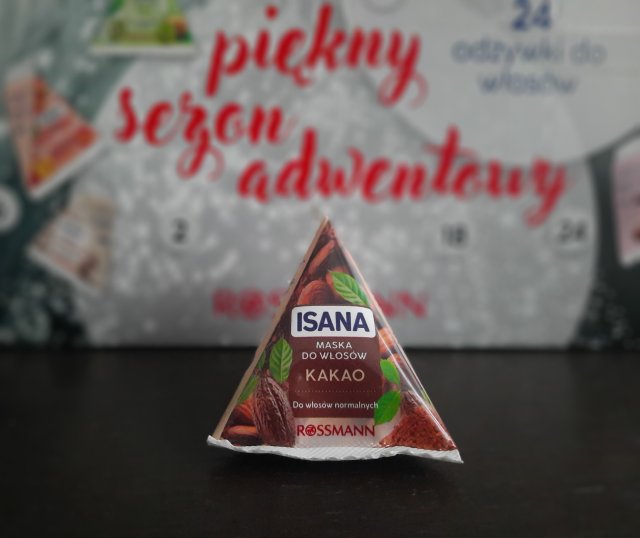 24
odżywki do
włosów
piękny
sezon
adwentowy
2
18
24
ROSSMANN
ISANA
MASKA
DO WŁOSÓW
KAKAO
Do włosów normalnych
ROSSMANN